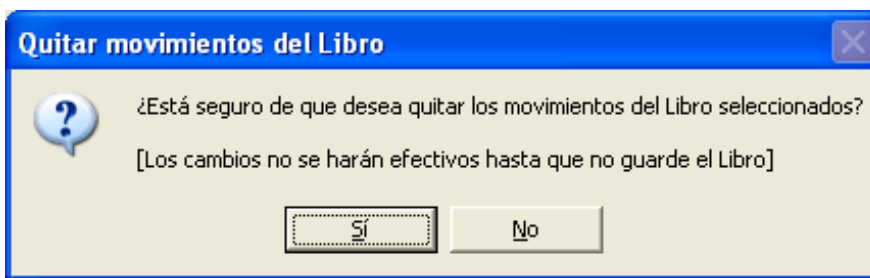 Quitar movimientos del Libro
¿Está seguro de que desea quitar los movimientos del Libro seleccionados?
[Los cambios no se harán efectivos hasta que no guarde el Libro]
Sí
No